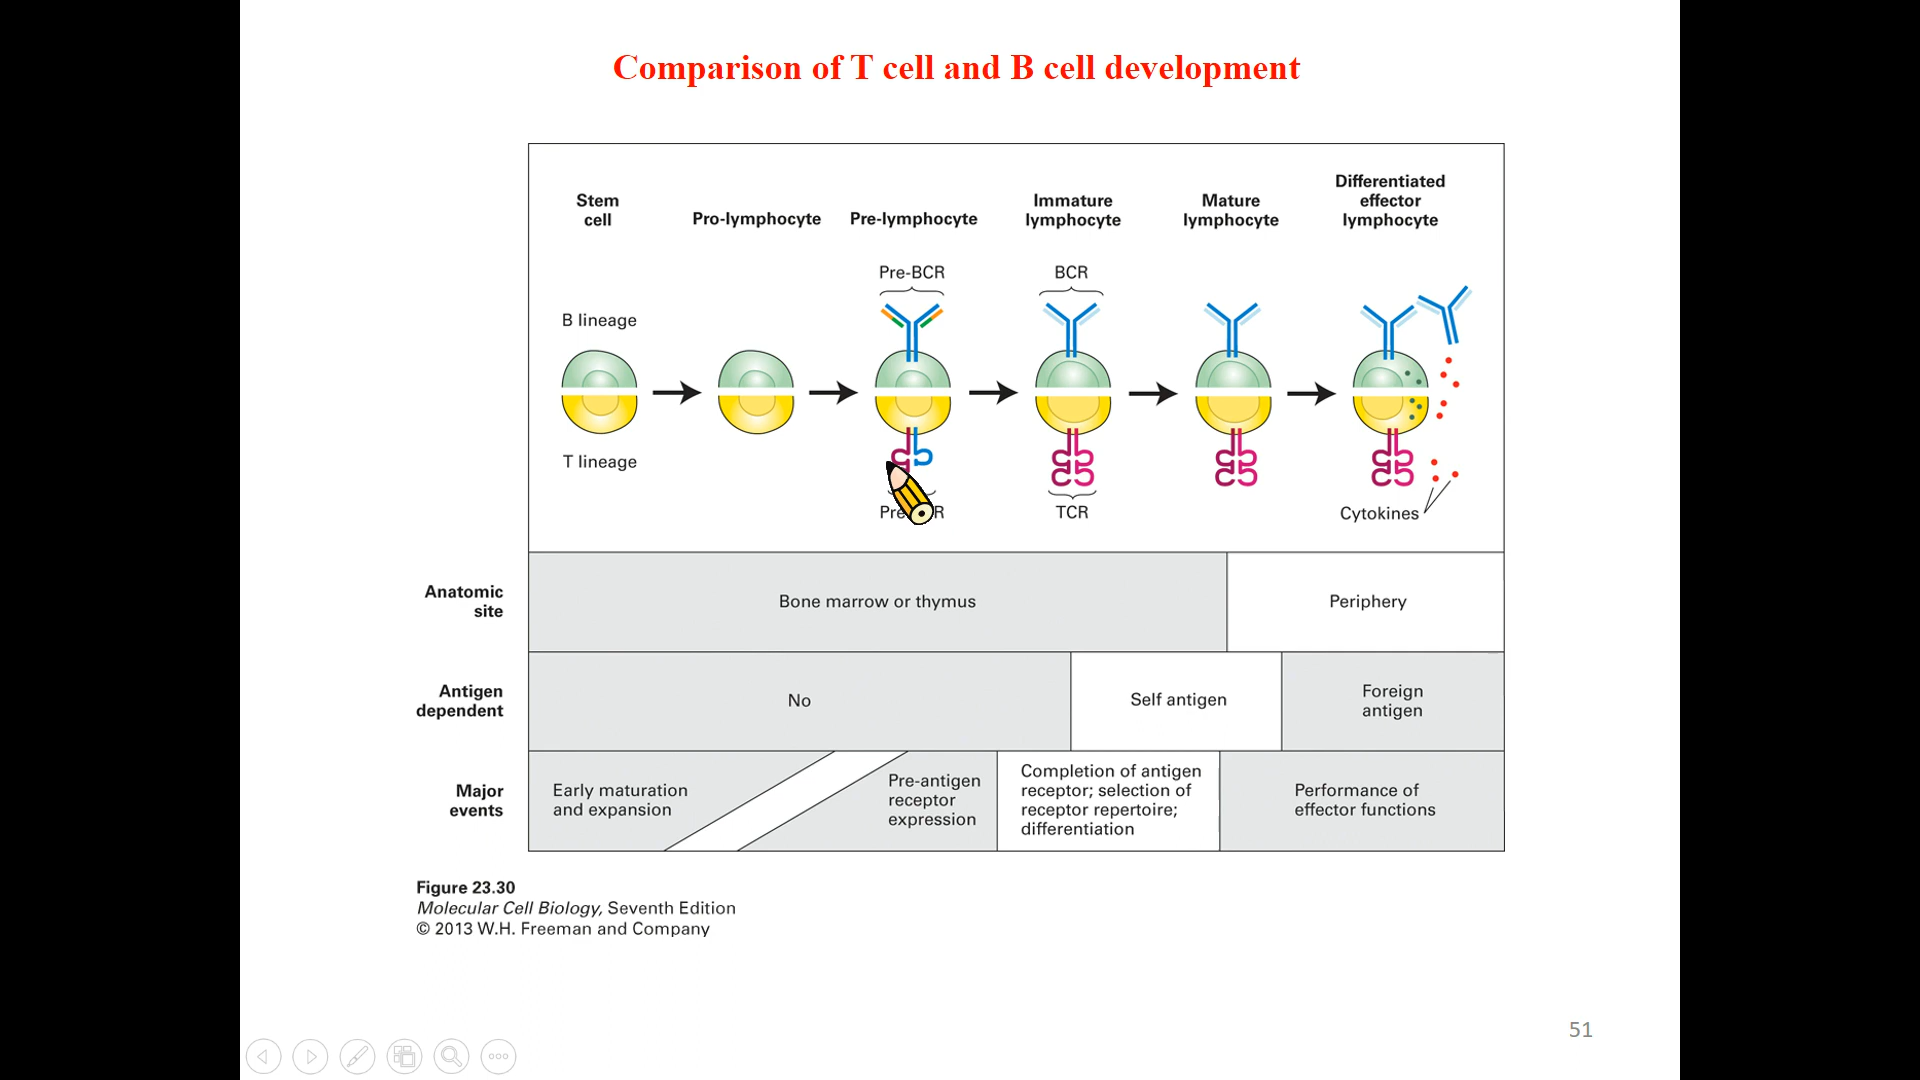 Comparison of T cell and B cell development
Stem
cell
Pro-lymphocyte
Pre-lymphocyte
Immature
lymphocyte
Mature
lymphocyte
Differentiated
effector
lymphocyte
Pre-BCR
BCR
B lineage
T lineage
TCR
Cytokines
Anatomic
site
Bone marrow or thymus
Periphery
Antigen
dependent
No
Self antigen
Foreign
antigen
Major
events
Early maturation
and expansion
Pre-antigen
receptor
expression
Completion of antigen
receptor; selection of
receptor repertoire;
differentiation
Performance of
effector functions
Figure 23.30
Molecular Cell Biology, Seventh Edition
© 2013 W.H. Freeman and Company
51